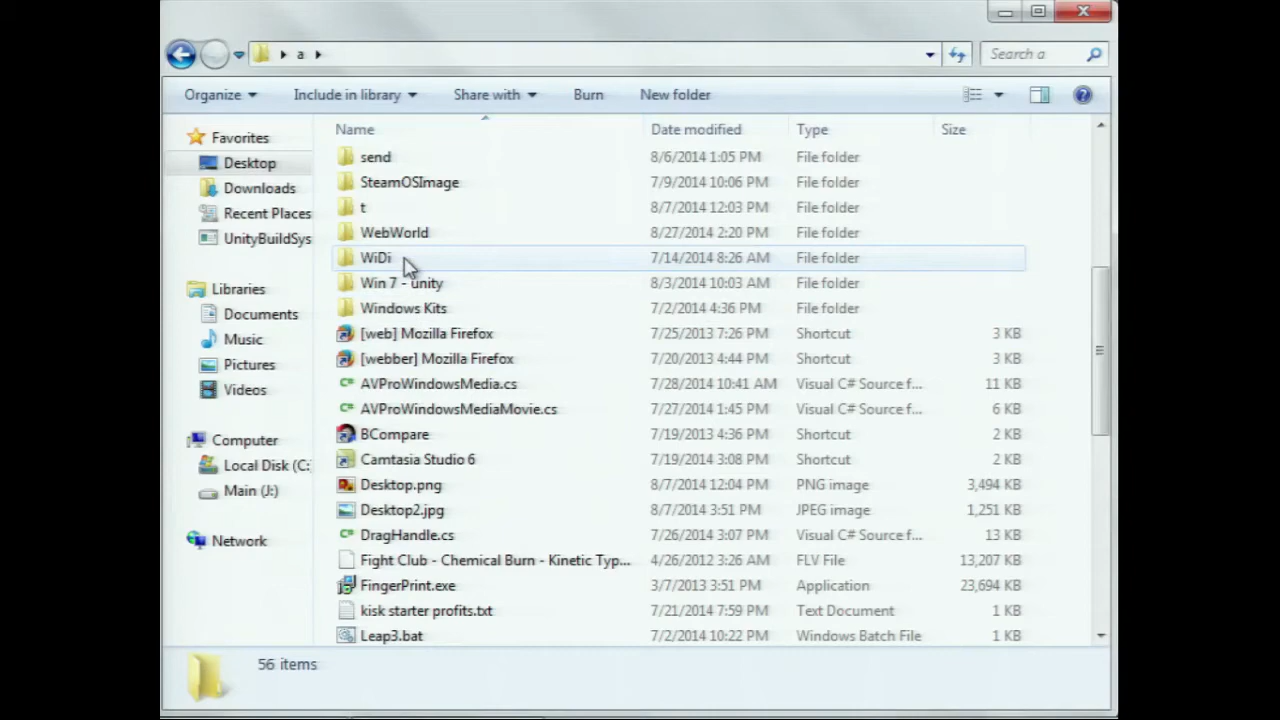 a
Search a
Organize Include in library Share with Burn New folder
Name Date modified Type Size
Favorites
Desktop
Downloads
Recent Places
UnityBuildSys
Libraries
Documents
Music
Pictures
Videos
Computer
Local Disk (C:
Main (J:)
Network
send 8/6/2014 1:05 PM File folder
SteamOSImage 7/9/2014 10:06 PM File folder
t 8/7/2014 12:03 PM File folder
WebWorld 8/27/2014 2:20 PM File folder
WiDi 7/14/2014 8:26 AM File folder
Win 7 - unity 8/3/2014 10:03 AM File folder
Windows Kits 7/2/2014 4:36 PM File folder
[web] Mozilla Firefox 7/25/2013 7:26 PM Shortcut 3 KB
[webber] Mozilla Firefox 7/20/2013 4:44 PM Shortcut 3 KB
AVProWindowsMedia.cs 7/28/2014 10:41 AM Visual C# Source f... 11 KB
AVProWindowsMediaMovie.cs 7/27/2014 1:45 PM Visual C# Source f... 6 KB
BCompare 7/19/2013 4:36 PM Shortcut 2 KB
Camtasia Studio 6 7/19/2014 3:08 PM Shortcut 2 KB
Desktop.png 8/7/2014 12:04 PM PNG image 3,494 KB
Desktop2.jpg 8/7/2014 3:51 PM JPEG image 1,251 KB
DragHandle.cs 7/26/2014 3:07 PM Visual C# Source f... 13 KB
Fight Club - Chemical Burn - Kinetic Typ... 4/26/2012 3:26 AM FLV File 13,207 KB
FingerPrint.exe 3/7/2013 3:51 PM Application 23,694 KB
kisk starter profits.txt 7/21/2014 7:59 PM Text Document 1 KB
Leap3.bat 7/2/2014 10:22 PM Windows Batch File 1 KB
56 items